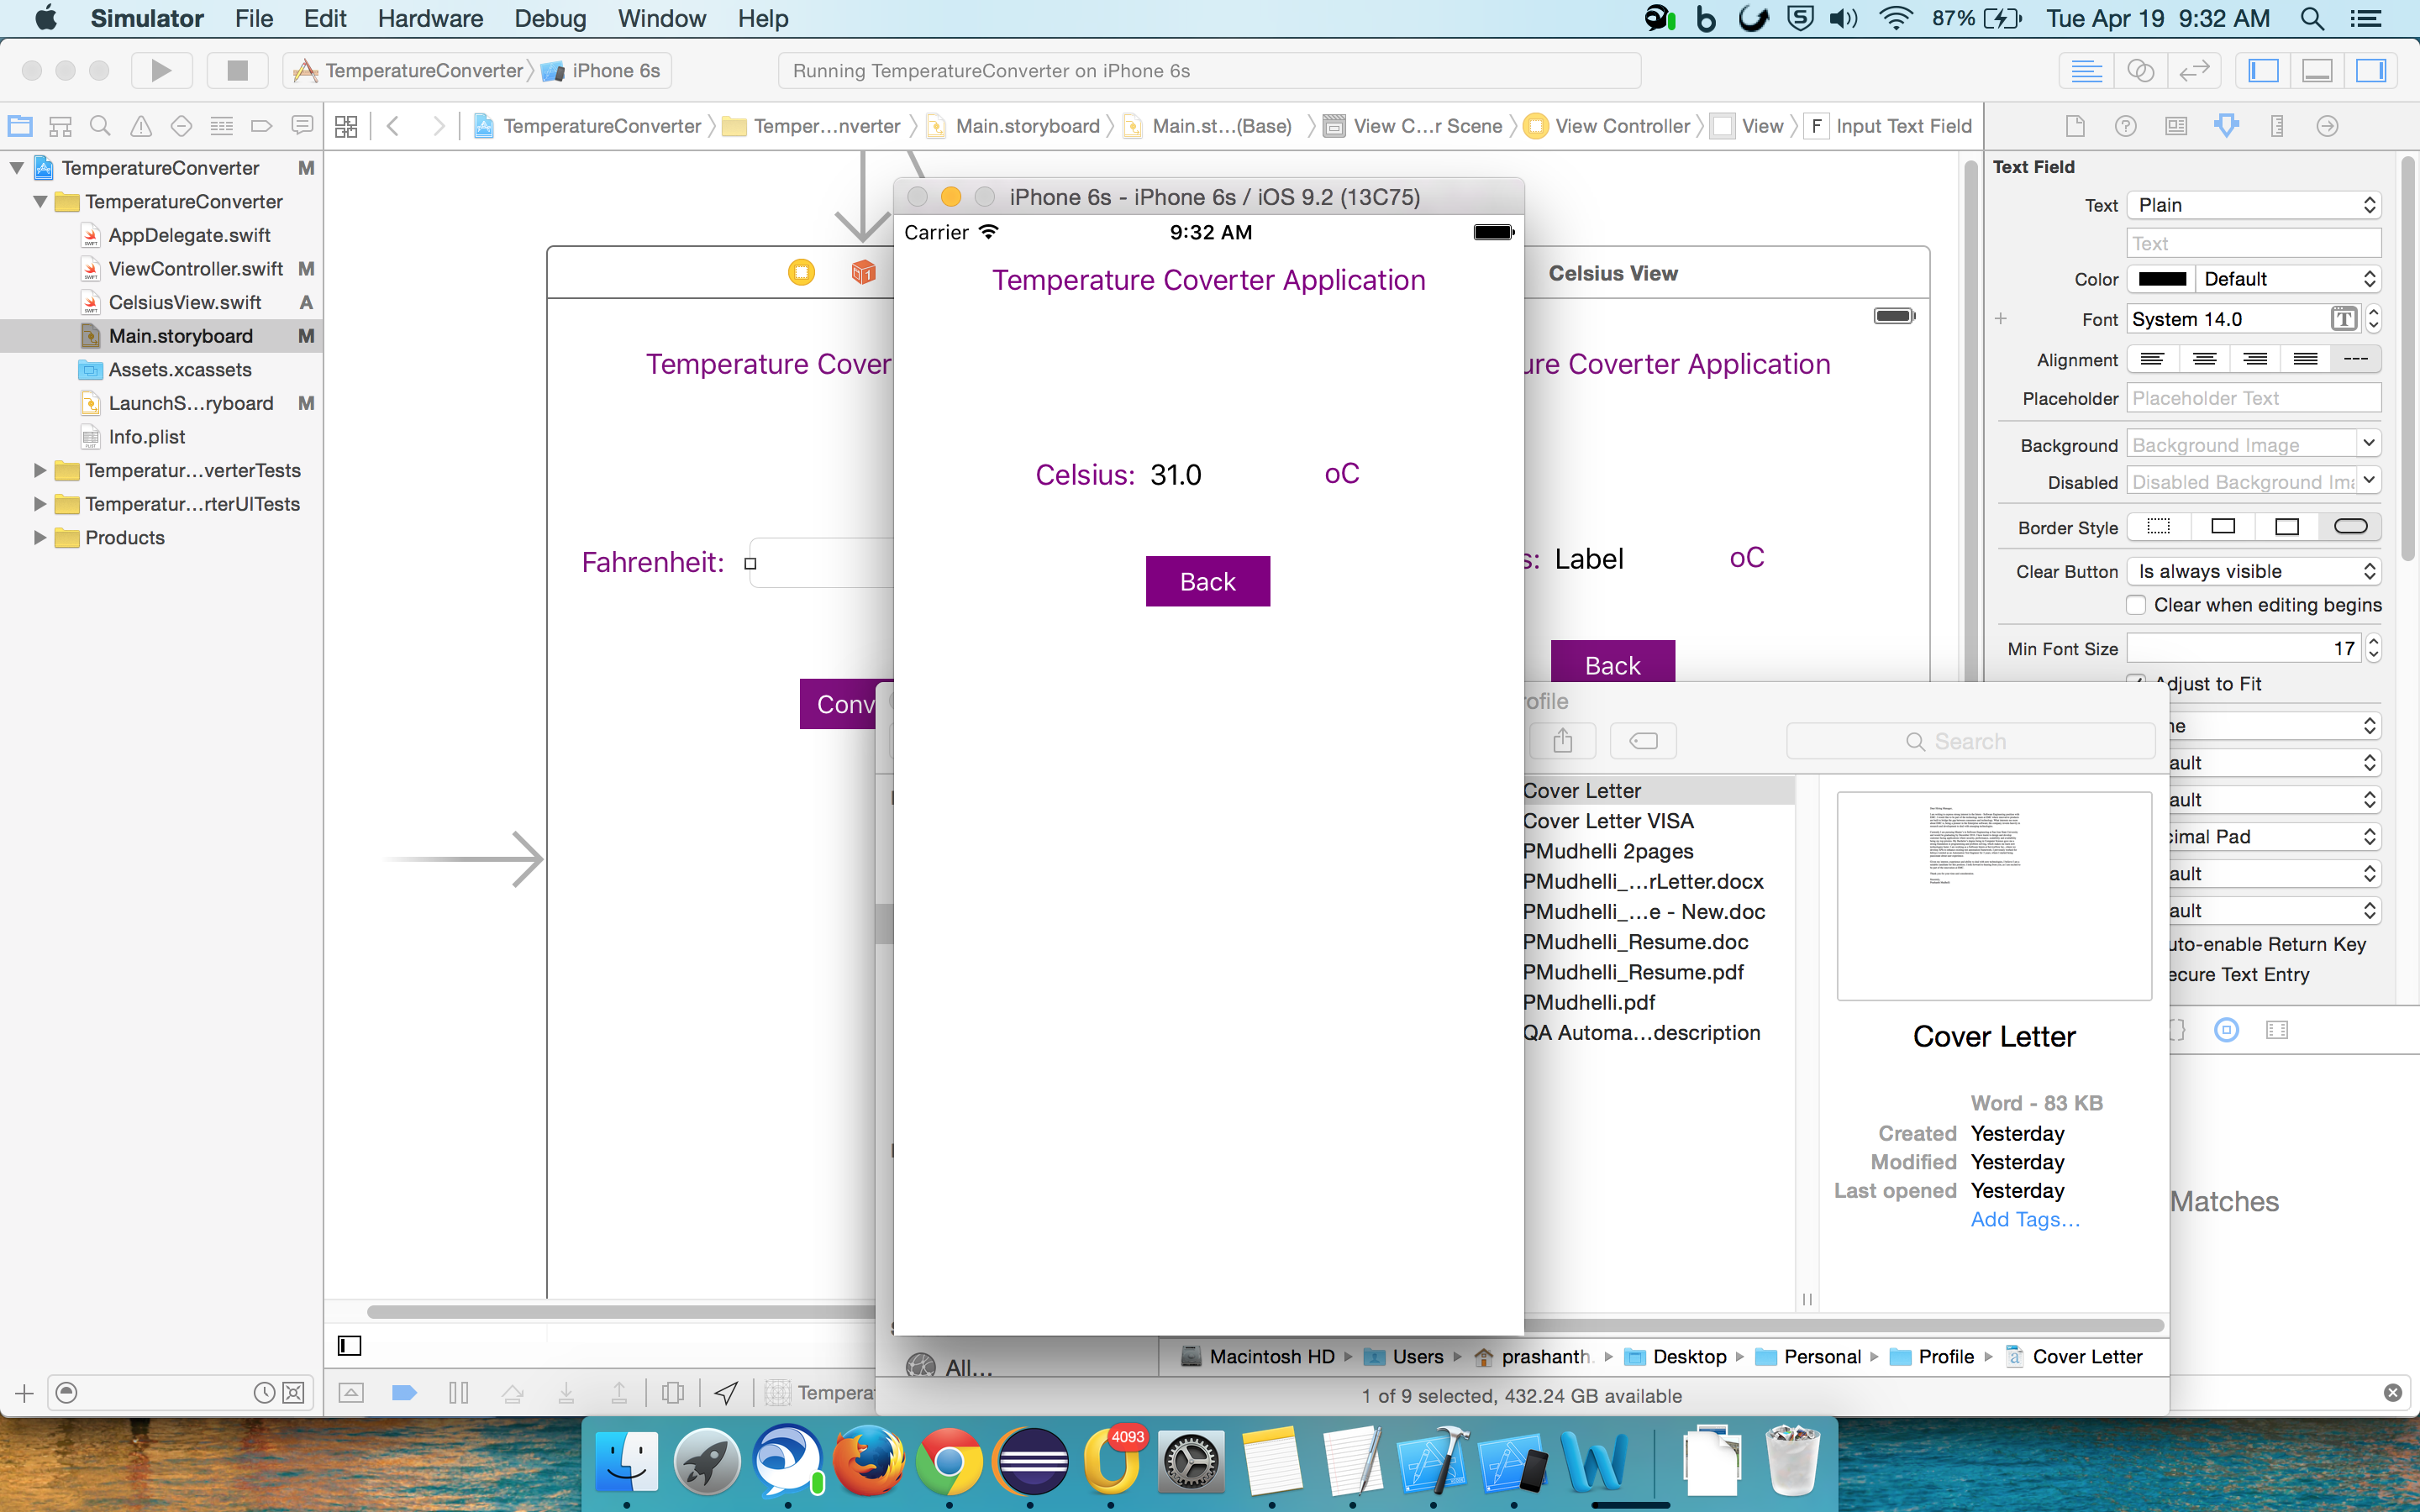 Simulator File Edit Hardware Debug Window Help 87% Tue Apr 19 9:32 AM
TemperatureConverter iPhone 6s Running TemperatureConverter on iPhone 6s
TemperatureConverter Temper...nverter Main.storyboard Main.st...(Base) View C...r Scene View Controller View F Input Text Field
TemperatureConverter M
TemperatureConverter
AppDelegate.swift
ViewController.swift M
CelsiusView.swift A
Main.storyboard M
Assets.xcassets
LaunchS...ryboard M
Info.plist
Temperatur...verterTests
Temperatur...rterUITests
Products
Temperature Cover
Fahrenheit:
Conv
iPhone 6s - iPhone 6s / iOS 9.2 (13C75)
Carrier 9:32 AM
Temperature Coverter Application
Celsius: 31.0 oC
Back
Celsius View
ure Coverter Application
s: Label oC
Back
Text Field
Text Plain
Text
Color Default
Font System 14.0 T
Alignment
Placeholder Placeholder Text
Background Background Image
Disabled Disabled Background Ima
Border Style
Clear Button Is always visible
Clear when editing begins
Min Font Size 17
Adjust to Fit
ne
ault
ault
cimal Pad
ault
ault
uto-enable Return Key
ecure Text Entry
Matches
ofile
Search
Cover Letter
Cover Letter VISA
PMudhelli 2pages
PMudhelli_...rLetter.docx
PMudhelli_...e - New.doc
PMudhelli_Resume.doc
PMudhelli_Resume.pdf
PMudhelli.pdf
QA Automa...description
Cover Letter
Word - 83 KB
Created Yesterday
Modified Yesterday
Last opened Yesterday
Add Tags...
All...
Macintosh HD Users prashanth Desktop Personal Profile Cover Letter
1 of 9 selected, 432.24 GB available
Tempera
4093